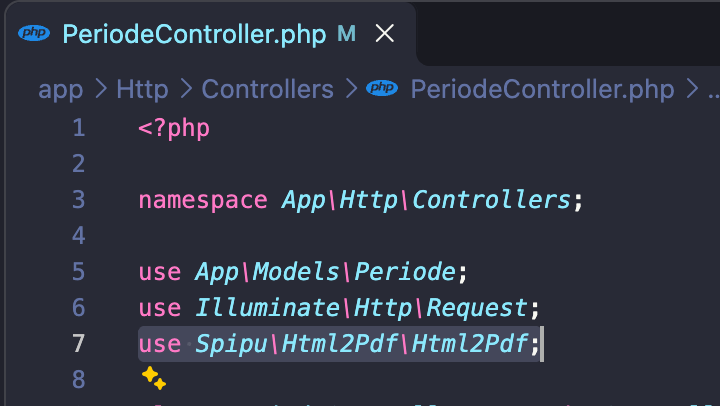 php PeriodeController.php M ×
app > Http > Controllers > php PeriodeController.php > ..
1 <?php
2
3 namespace App\Http\Controllers;
4
5 use App\Models\Periode;
6 use Illuminate\Http\Request;
7 use Spipu\Html2Pdf\Html2Pdf;
8